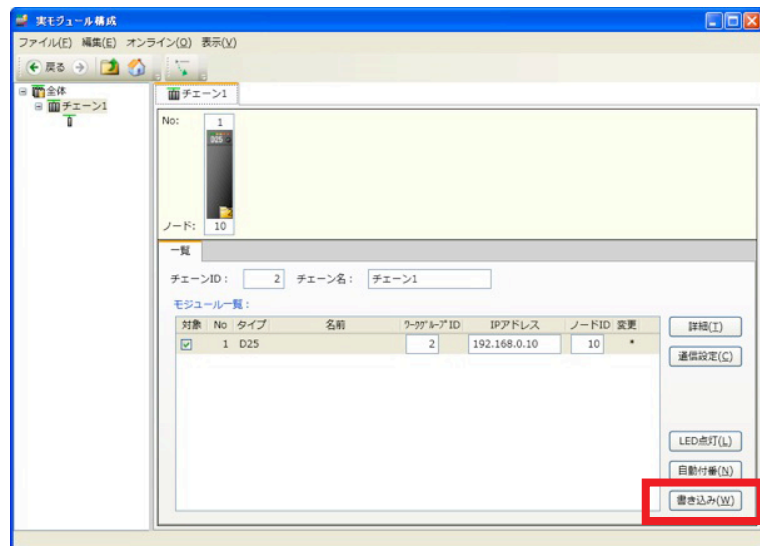 実モジュール構成
ファイル(F) 編集(E) オンライン(O) 表示(V)
戻る
全体
チェーン1
チェーン1
No: 1
D25
ノード: 10
一覧
チェーンID: 2 チェーン名: チェーン1
モジュール一覧:
対象 No タイプ 名前 ワークグループID IPアドレス ノードID 変更
1 D25 2 192.168.0.10 10 *
詳細(I)
通信設定(C)
LED点灯(L)
自動付番(N)
書き込み(W)